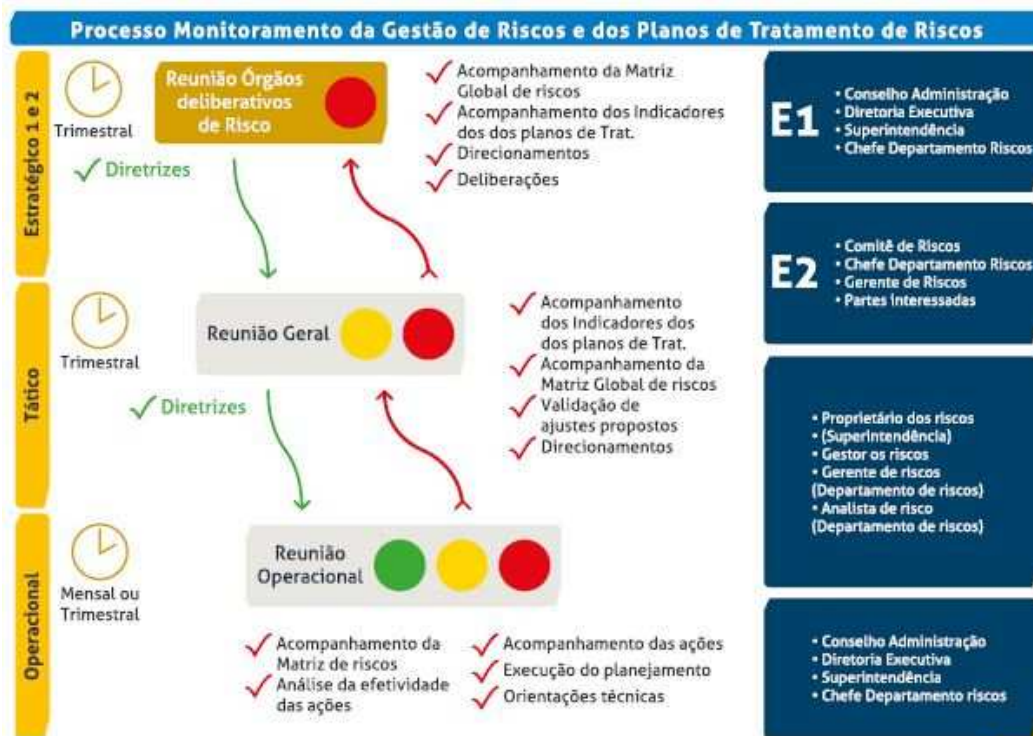 Processo Monitoramento da Gestão de Riscos e dos Planos de Tratamento de Riscos
Estratégico 1 e 2
Trimestral
Reunião Órgãos
deliberativos
de Risco
Acompanhamento da Matriz
Global de riscos
Acompanhamento dos Indicadores
dos dos planos de Trat.
Direcionamentos
Deliberações
Diretrizes
E1
• Conselho Administração
• Diretoria Executiva
• Superintendência
• Chefe Departamento Riscos
E2
• Comitê de Riscos
• Chefe Departamento Riscos
• Gerente de Riscos
• Partes interessadas
Tático
Trimestral
Reunião Geral
Acompanhamento
dos Indicadores dos
dos planos de Trat.
Acompanhamento da
Matriz Global de riscos
Validação de
ajustes propostos
Direcionamentos
Diretrizes
• Proprietário dos riscos
• (Superintendência)
• Gestor os riscos
• Gerente de riscos
(Departamento de riscos)
• Analista de risco
(Departamento de riscos)
Operacional
Mensal ou
Trimestral
Reunião
Operacional
Acompanhamento da
Matriz de riscos
Análise da efetividade
das ações
Acompanhamento das ações
Execução do planejamento
Orientações técnicas
• Conselho Administração
• Diretoria Executiva
• Superintendência
• Chefe Departamento riscos